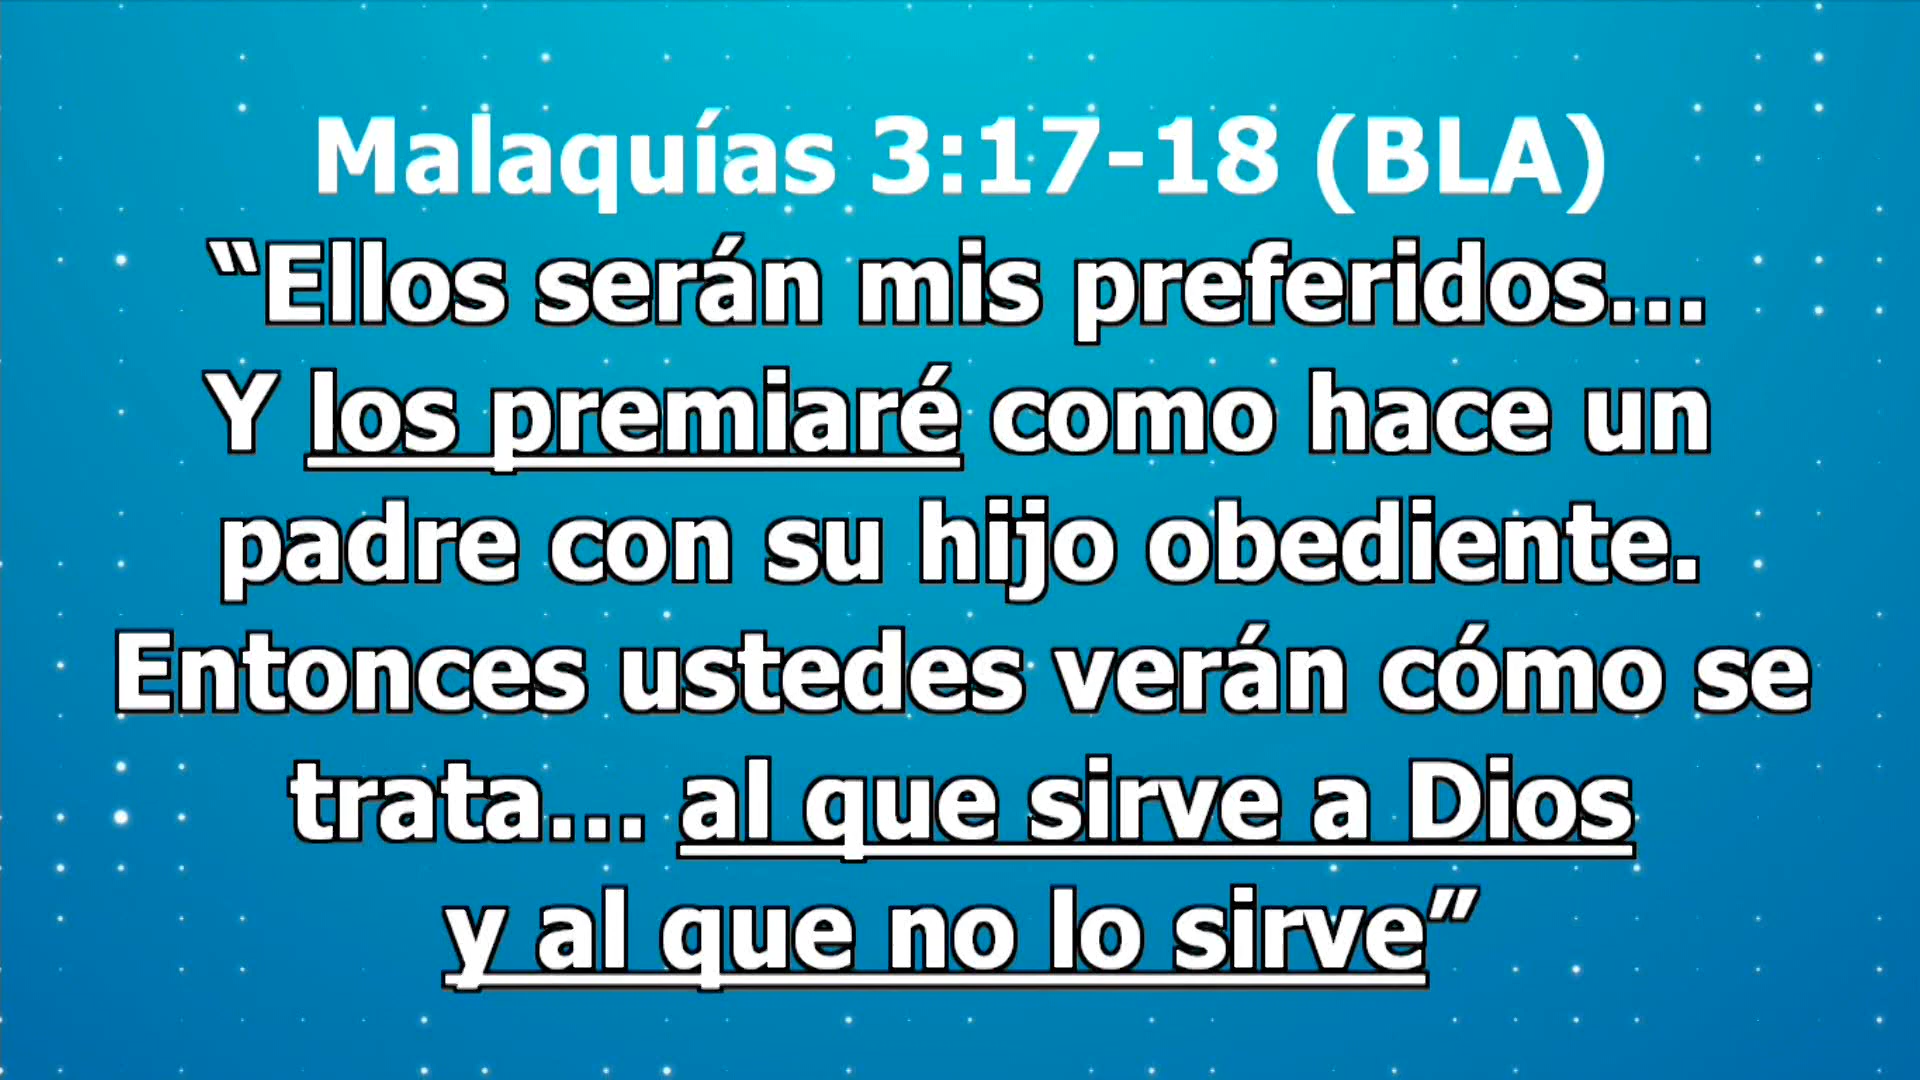 Malaquías 3:17-18 (BLA)
“Ellos serán mis preferidos...
Y los premiaré como hace un
padre con su hijo obediente.
Entonces ustedes verán cómo se
trata... al que sirve a Dios
y al que no lo sirve”